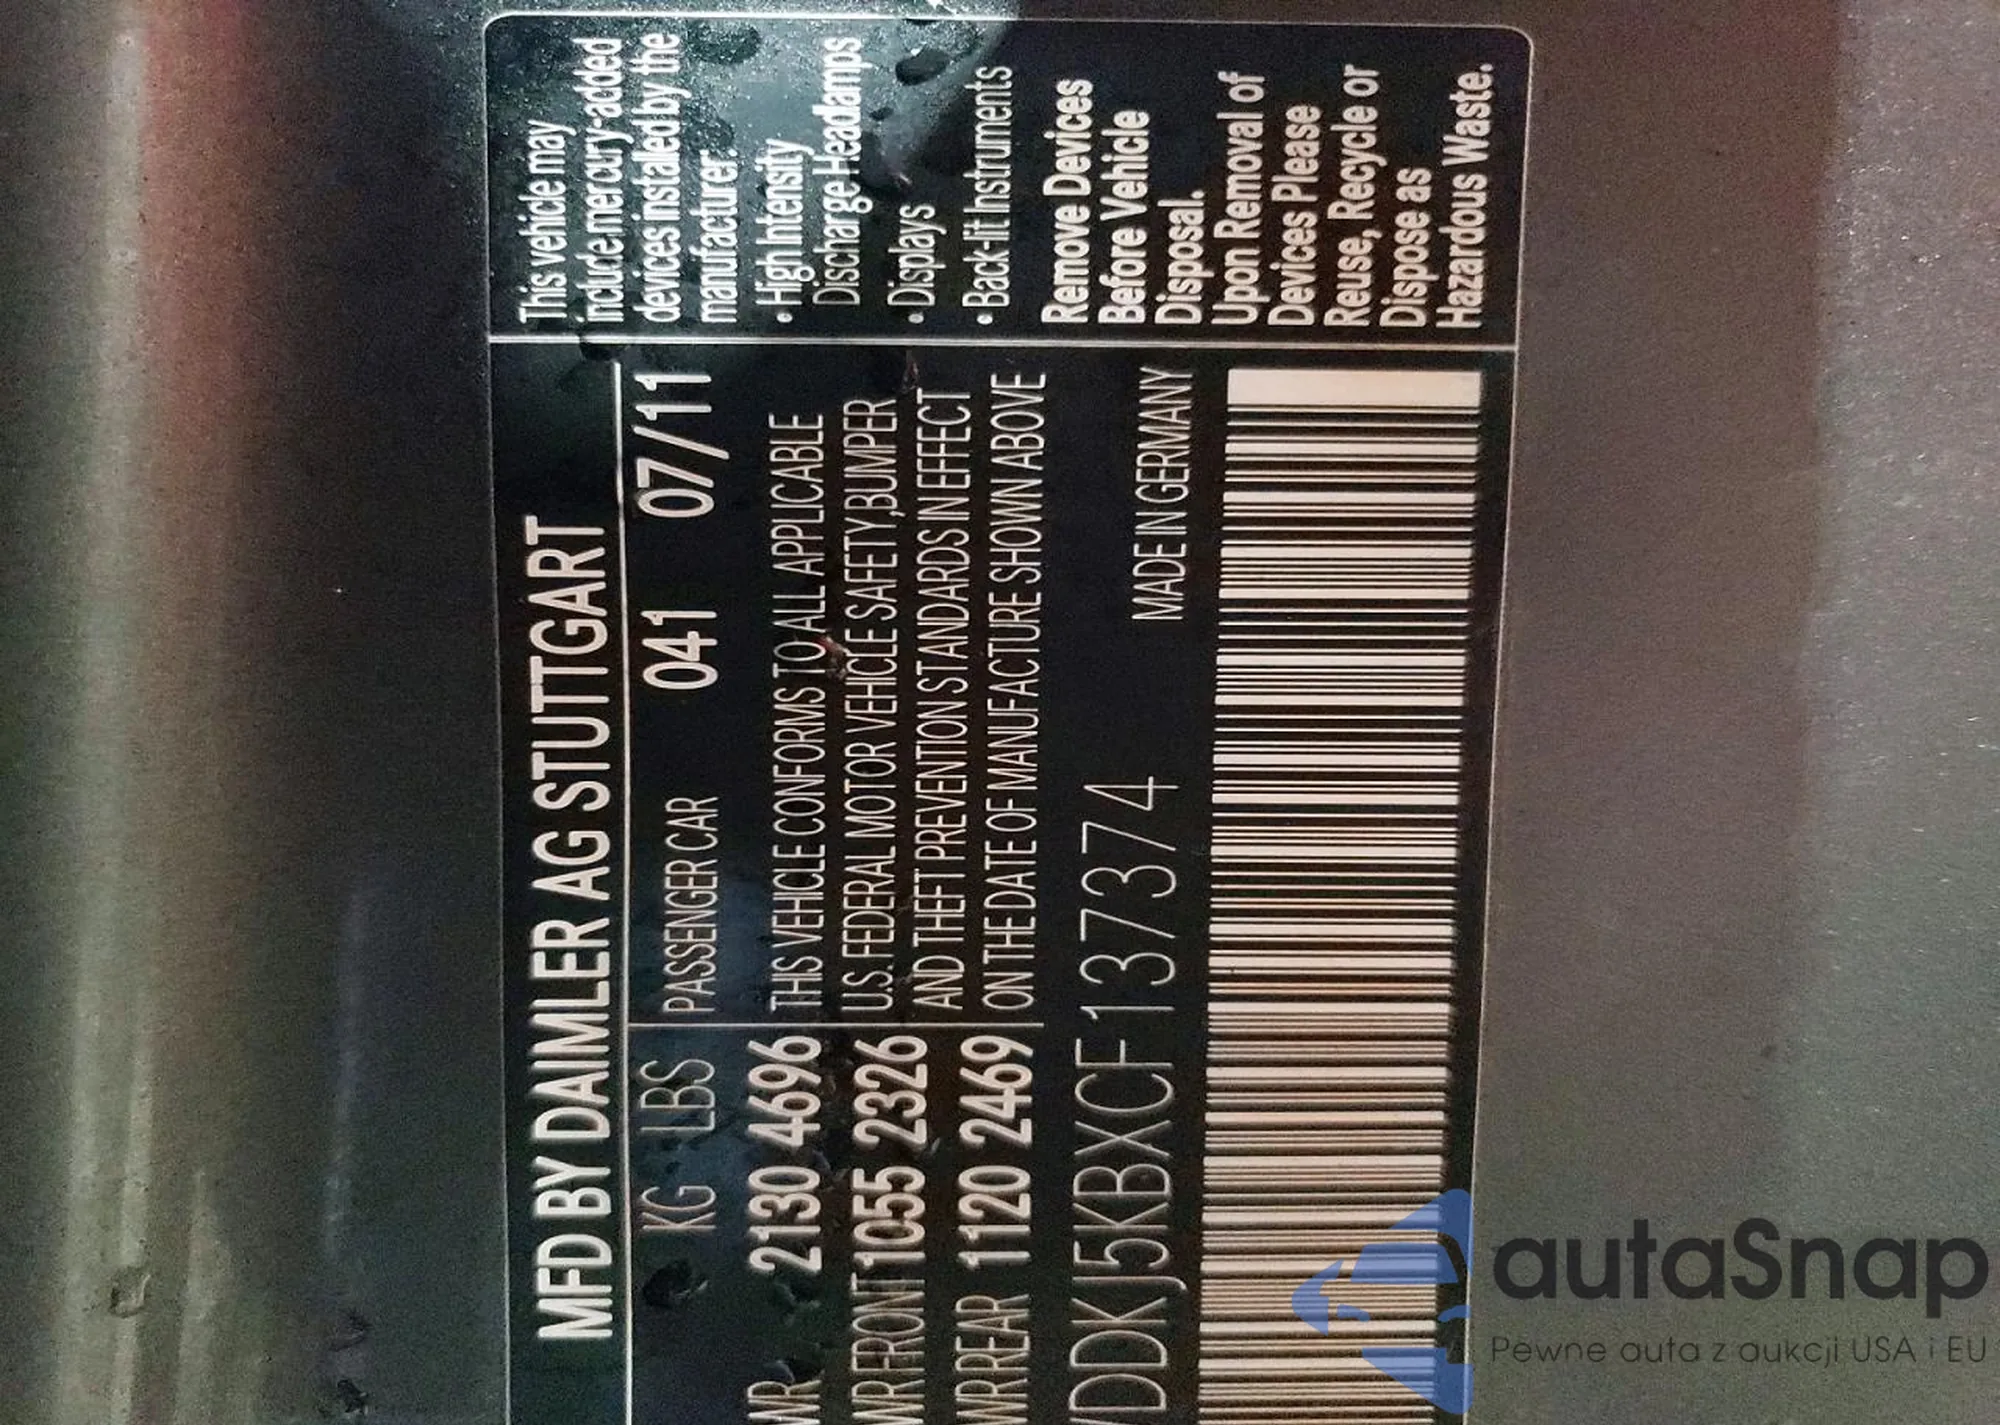 MFD BY DAIMLER AG STUTTGART
KG LBS PASSENGER CAR 041 07/11
WR 2130 4696 THIS VEHICLE CONFORMS TO ALL APPLICABLE
WR FRONT 1055 2326 U.S. FEDERAL MOTOR VEHICLE SAFETY,BUMPER
AND THEFT PREVENTION STANDARDS IN EFFECT
WR REAR 1120 2469 ON THE DATE OF MANUFACTURE SHOWN ABOVE
DDKJ5KBXCF137374 MADE IN GERMANY
This vehicle may
include mercury-added
devices installed by the
manufacturer
• High Intensity
Discharge Headamps
• Displays
• Back-lit Instruments
Remove Devices
Before Vehicle
Disposal.
Upon Removal of
Devices Please
Reuse, Recycle or
Dispose as
Hazardous Waste.
autaSnap
Pewne auta z aukcji USA i EU